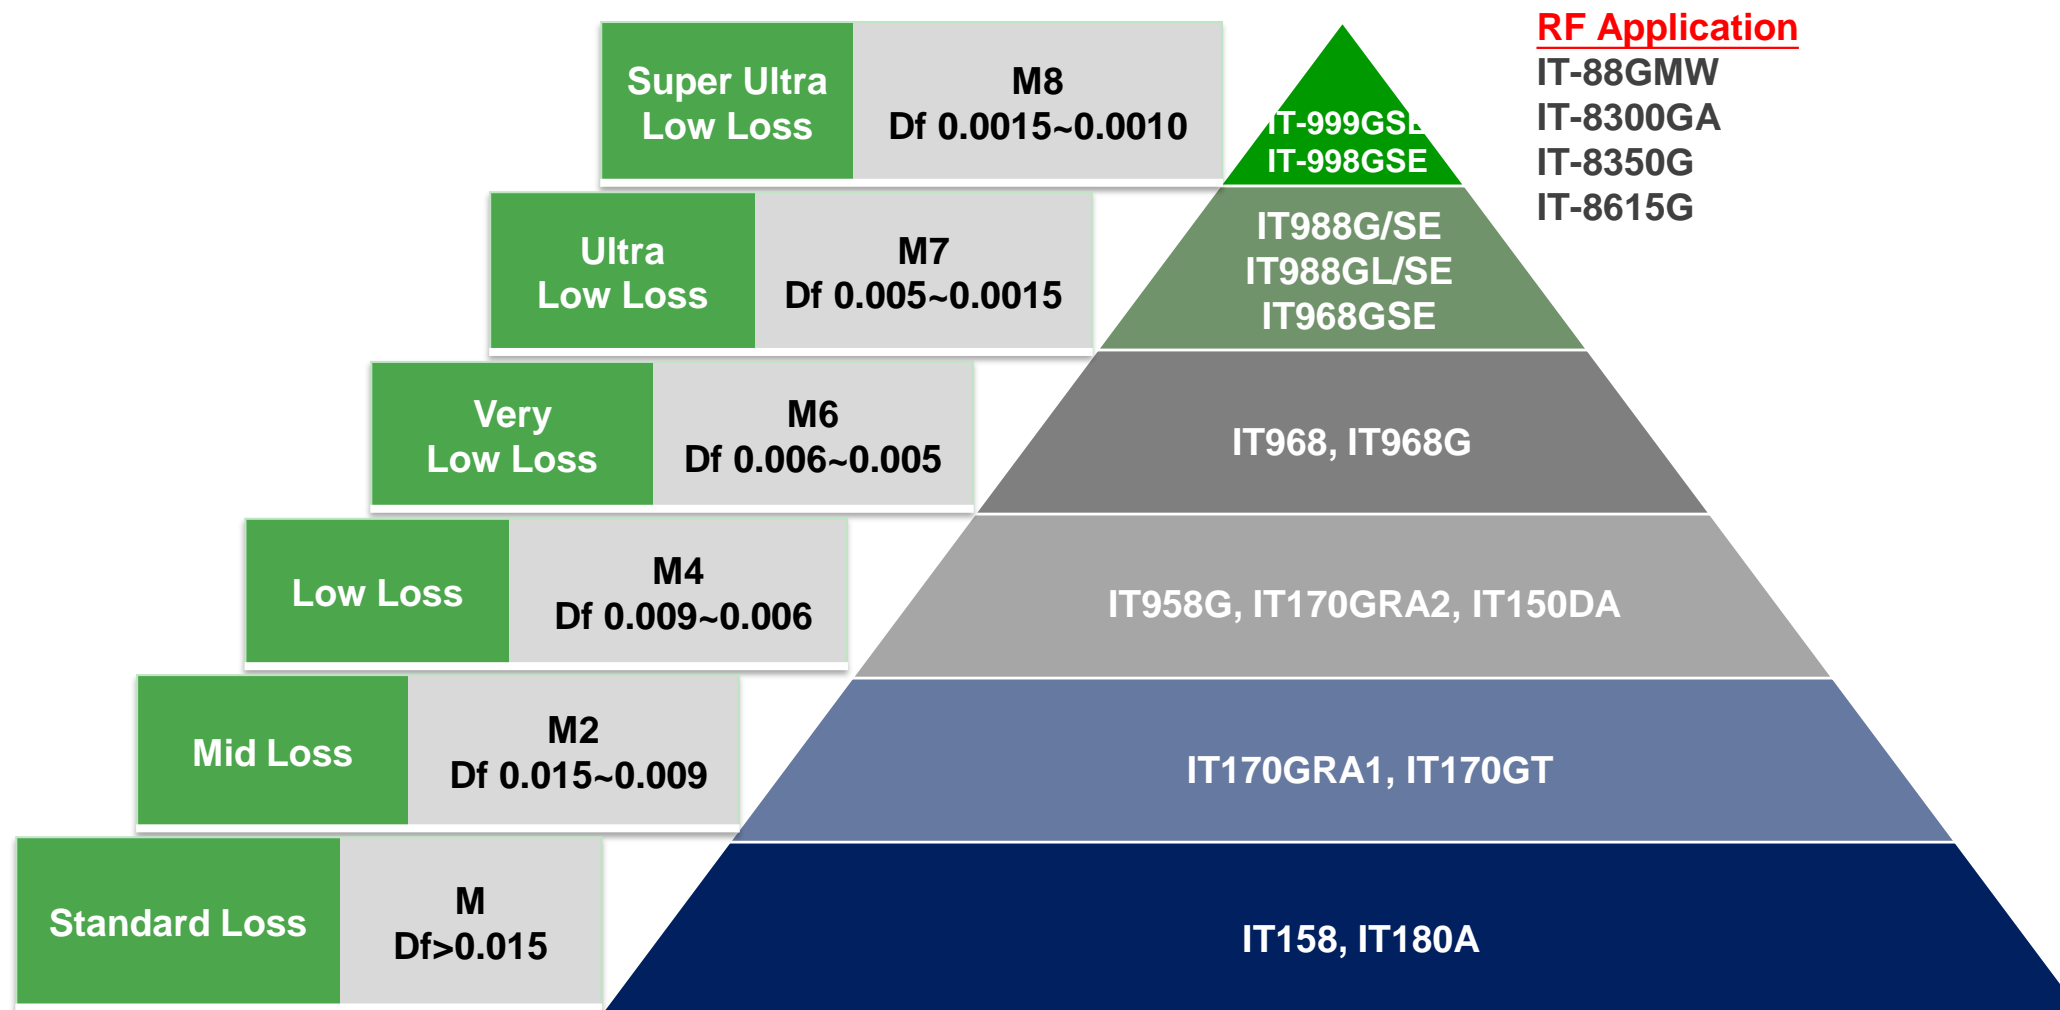 Super Ultra
Low Loss
M8
Df 0.0015~0.0010
IT-999GSE
IT-998GSE
RF Application
IT-88GMW
IT-8300GA
IT-8350G
IT-8615G
Ultra
Low Loss
M7
Df 0.005~0.0015
IT988G/SE
IT988GL/SE
IT968GSE
Very
Low Loss
M6
Df 0.006~0.005
IT968, IT968G
Low Loss
M4
Df 0.009~0.006
IT958G, IT170GRA2, IT150DA
Mid Loss
M2
Df 0.015~0.009
IT170GRA1, IT170GT
Standard Loss
M
Df>0.015
IT158, IT180A